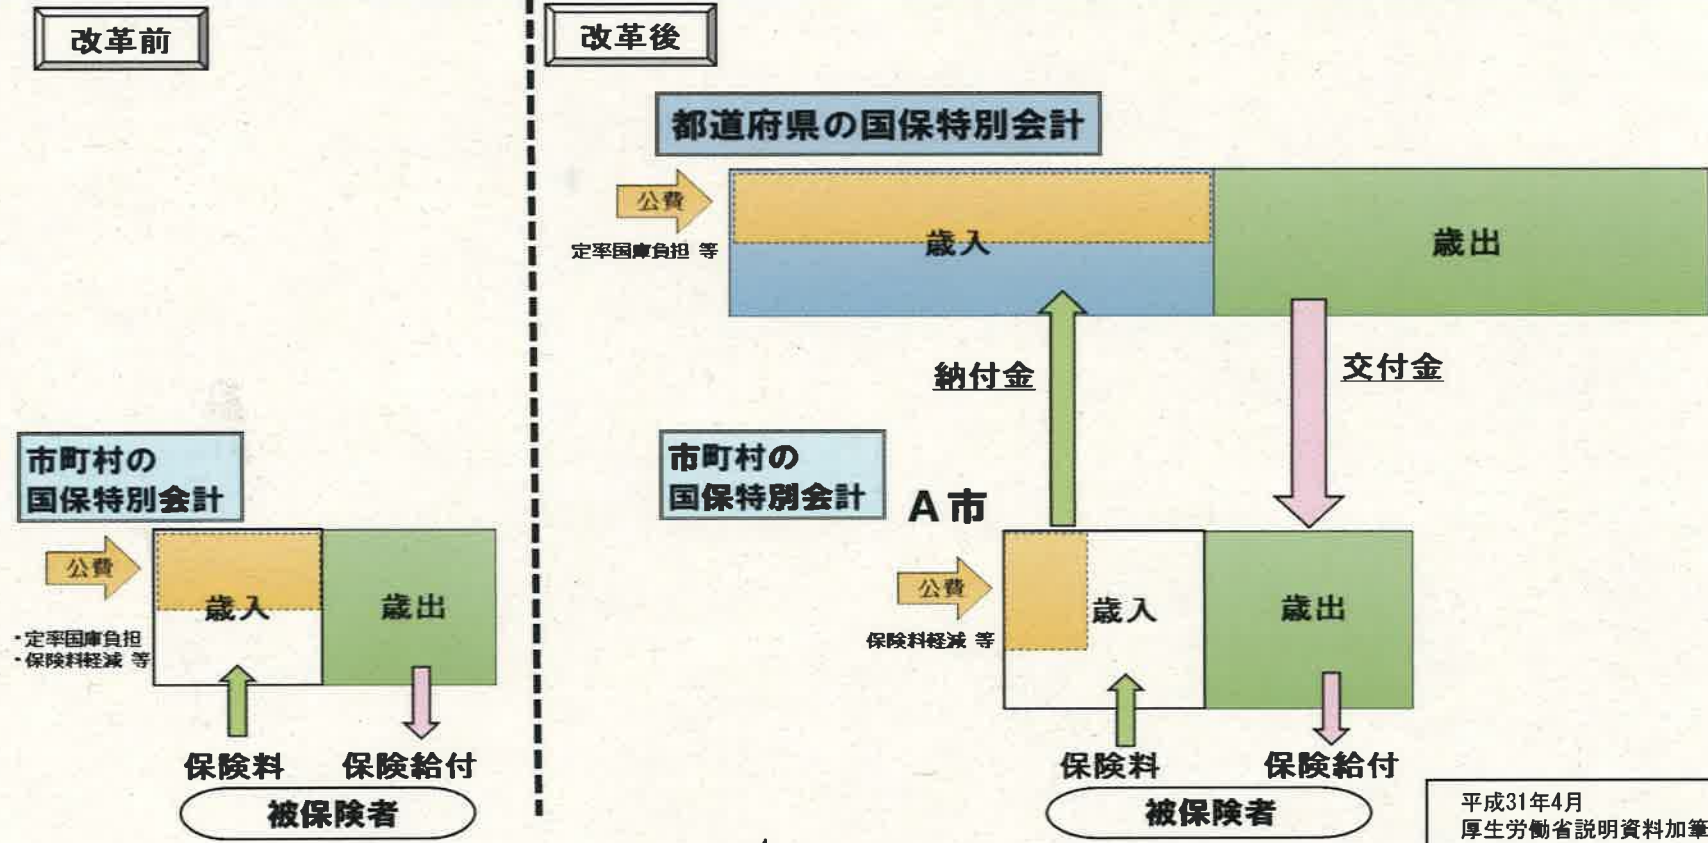 改革前
市町村の
国保特別会計
公費
・定率国庫負担
・保険料軽減 等
歳入
歳出
保険料
保険給付
被保険者
改革後
都道府県の国保特別会計
公費
定率国庫負担 等
歳入
歳出
納付金
交付金
市町村の
国保特別会計
A市
公費
保険料軽減 等
歳入
歳出
保険料
保険給付
被保険者
平成31年4月
厚生労働省説明資料加筆